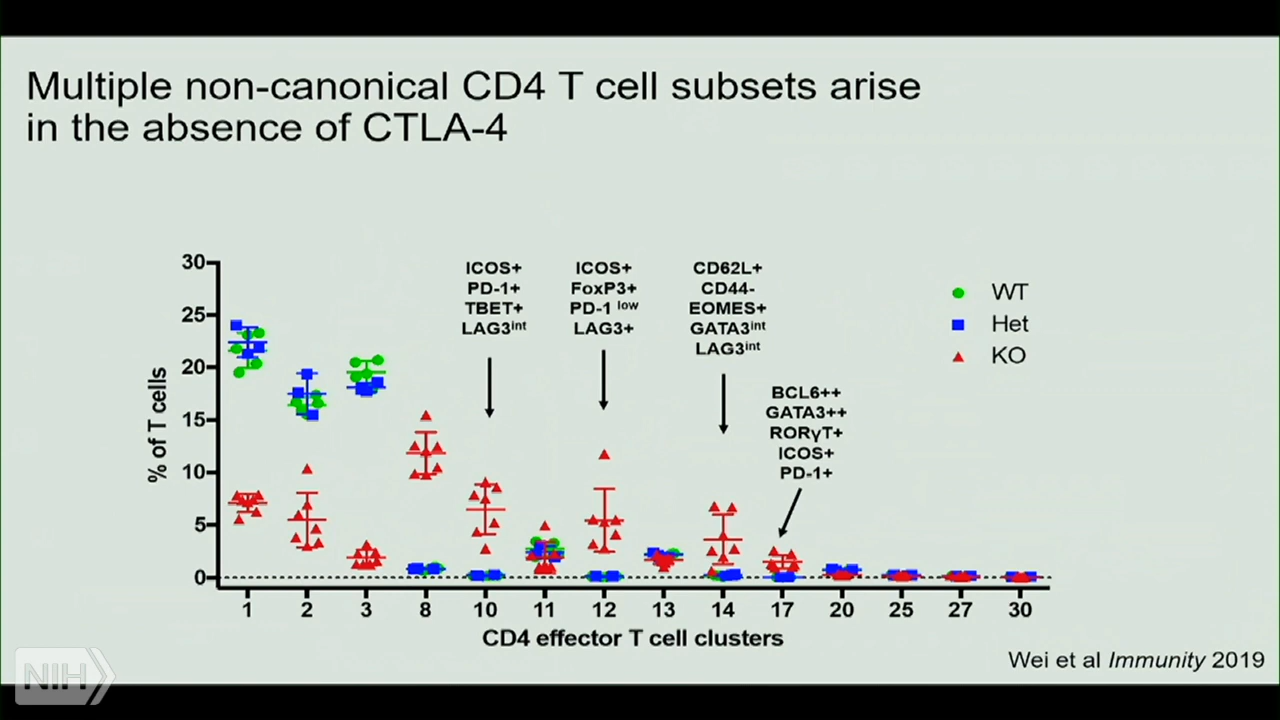 Multiple non-canonical CD4 T cell subsets arise
in the absence of CTLA-4
30
25
20
15
10
5
0
% of T cells
ICOS+
PD-1+
TBET+
LAG3int
ICOS+
FoxP3+
PD-1 low
LAG3+
CD62L+
CD44-
EOMES+
GATA3int
LAG3int
BCL6++
GATA3++
RORγT+
ICOS+
PD-1+
WT
Het
KO
1 2 3 8 10 11 12 13 14 17 20 25 27 30
CD4 effector T cell clusters
Wei et al Immunity 2019
NIH